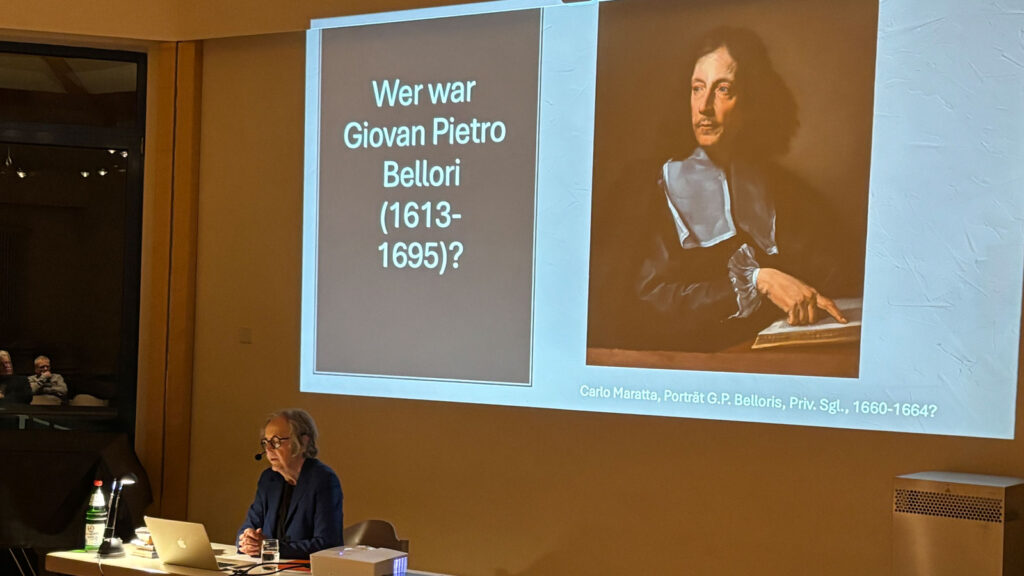 Wer war
Giovan Pietro
Bellori
(1613-
1695)?
Carlo Maratta, Porträt G.P. Belloris, Priv. Sgl., 1660-1664?